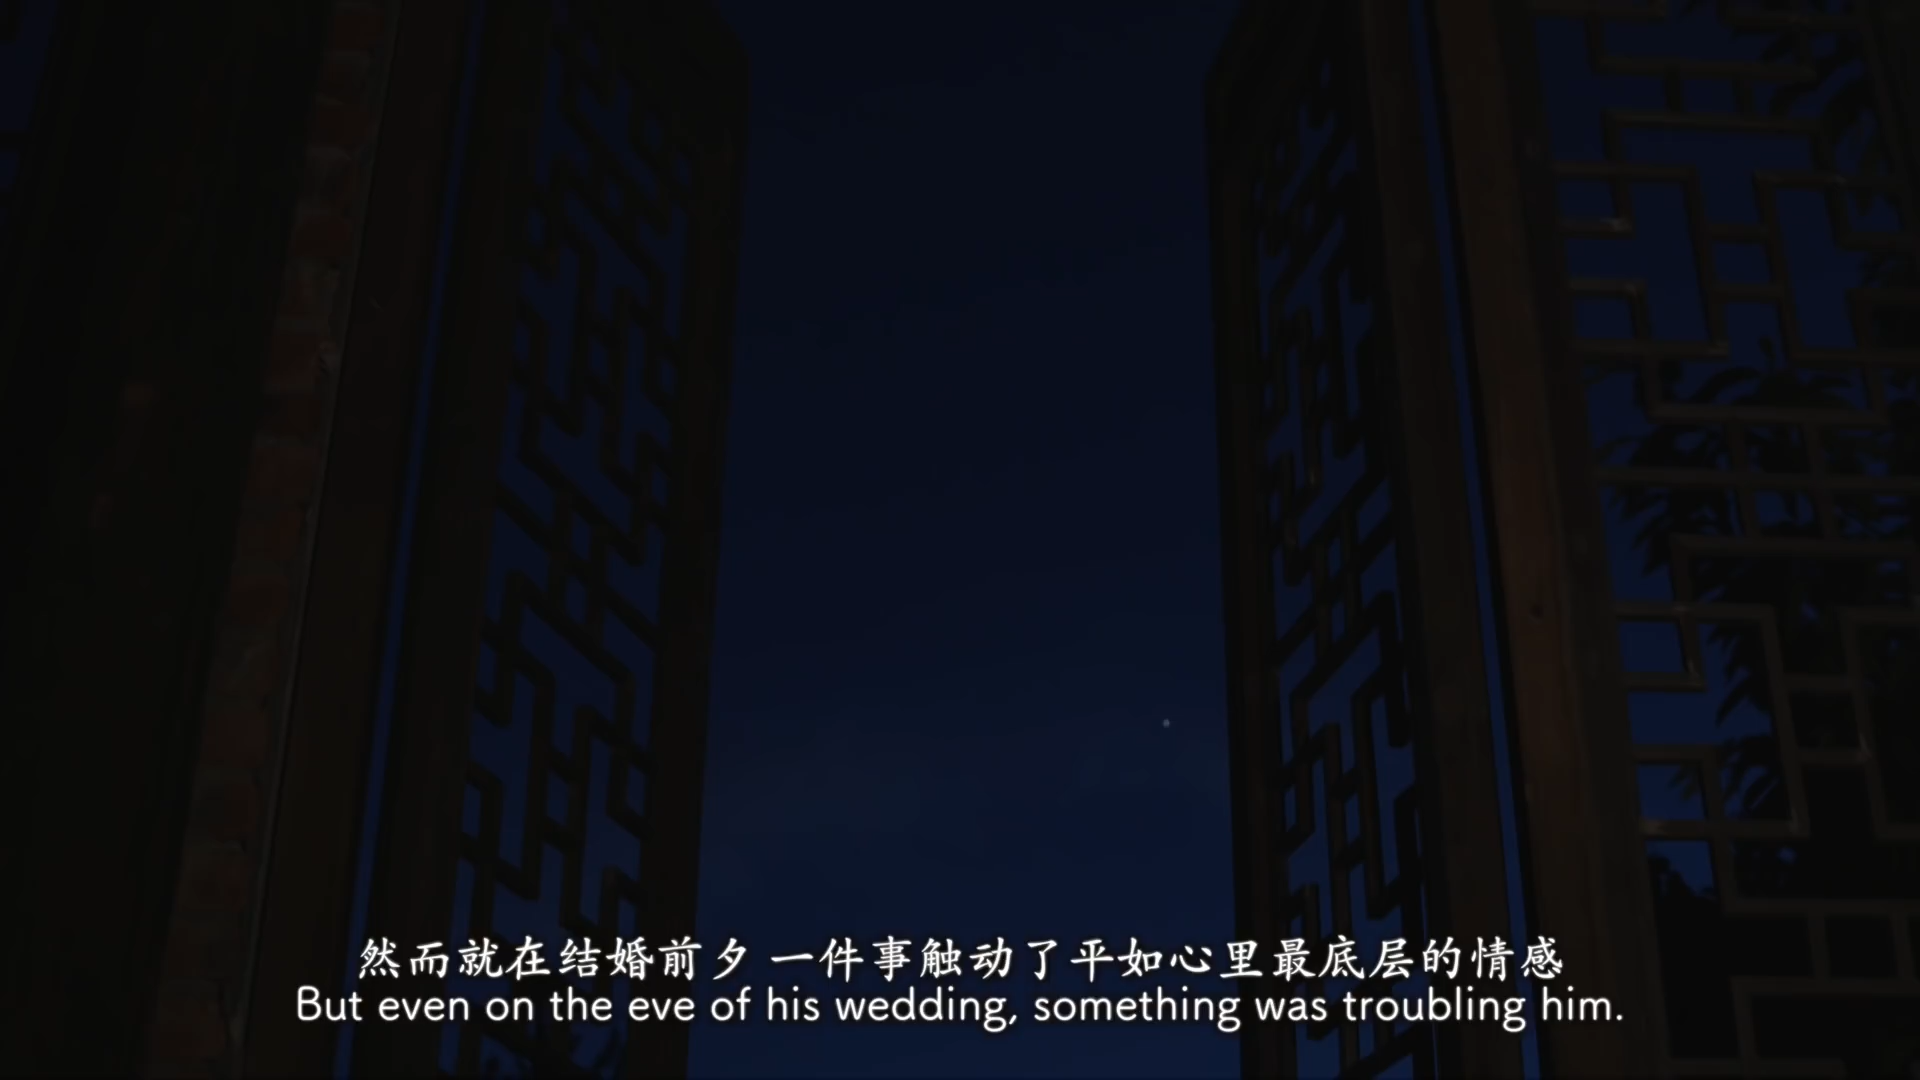 然而就在结婚前夕 一件事触动了平如心里最底层的情感
But even on the eve of his wedding, something was troubling him.